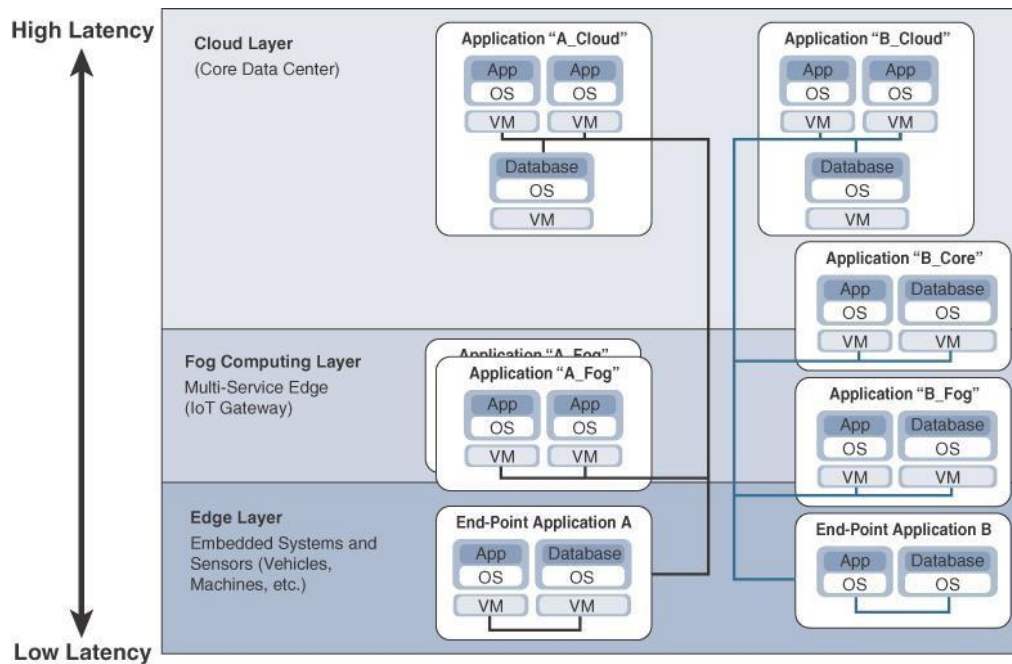 High Latency
Cloud Layer
(Core Data Center)
Application “A_Cloud”
App App
OS OS
VM VM
Database
OS
VM
Application “B_Cloud”
App App
OS OS
VM VM
Database
OS
VM
Application “B_Core”
App Database
OS OS
VM VM
Fog Computing Layer
Multi-Service Edge
(IoT Gateway)
Application “A_Fog”
Application “A_Fog”
App App
OS OS
VM VM
Application “B_Fog”
App Database
OS OS
VM VM
Edge Layer
Embedded Systems and
Sensors (Vehicles,
Machines, etc.)
End-Point Application A
App Database
OS OS
VM VM
End-Point Application B
App Database
OS OS
Low Latency